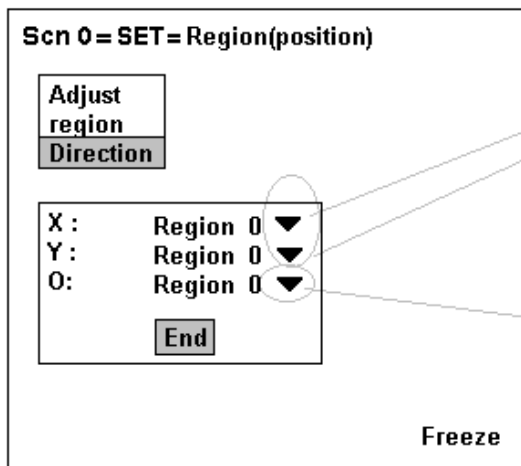 Scn 0=SET=Region(position)
Adjust
region
Direction
X : Region 0 ▼
Y : Region 0 ▼
O: Region 0 ▼
End
Freeze